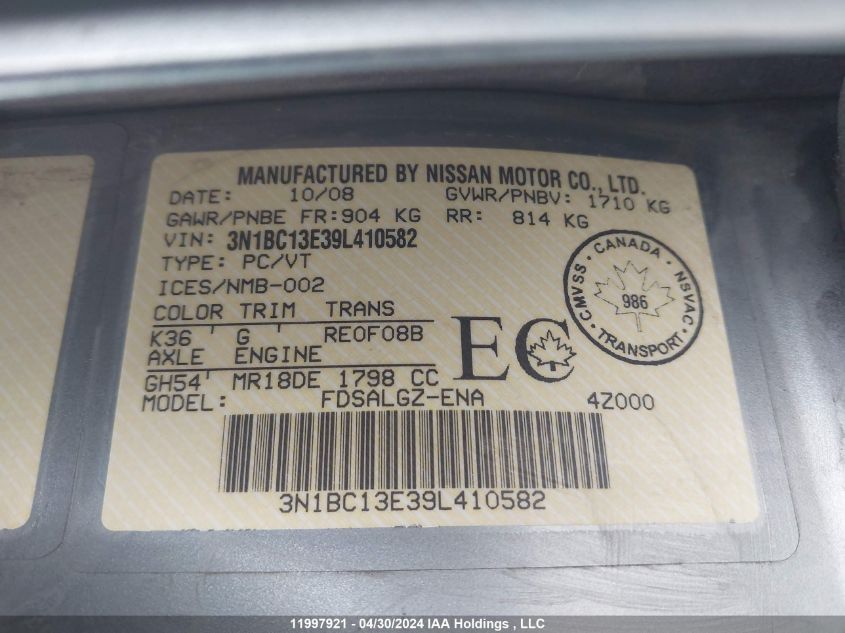 MANUFACTURED BY NISSAN MOTOR CO., LTD.
DATE: 10/08 GVWR/PNBV: 1710 KG
GAWR/PNBE FR:904 KG RR: 814 KG
VIN: 3N1BC13E39L410582
TYPE: PC/VT
ICES/NMB-002
COLOR TRIM TRANS
K36 ' G ' RE0F08B
AXLE ENGINE
GH54' MR18DE 1798 CC
MODEL: FDSALGZ-ENA 4Z000
EC
CANADA
CMVSS · NSVAC
986
TRANSPORT
3N1BC13E39L410582
11997921 - 04/30/2024 IAA Holdings , LLC